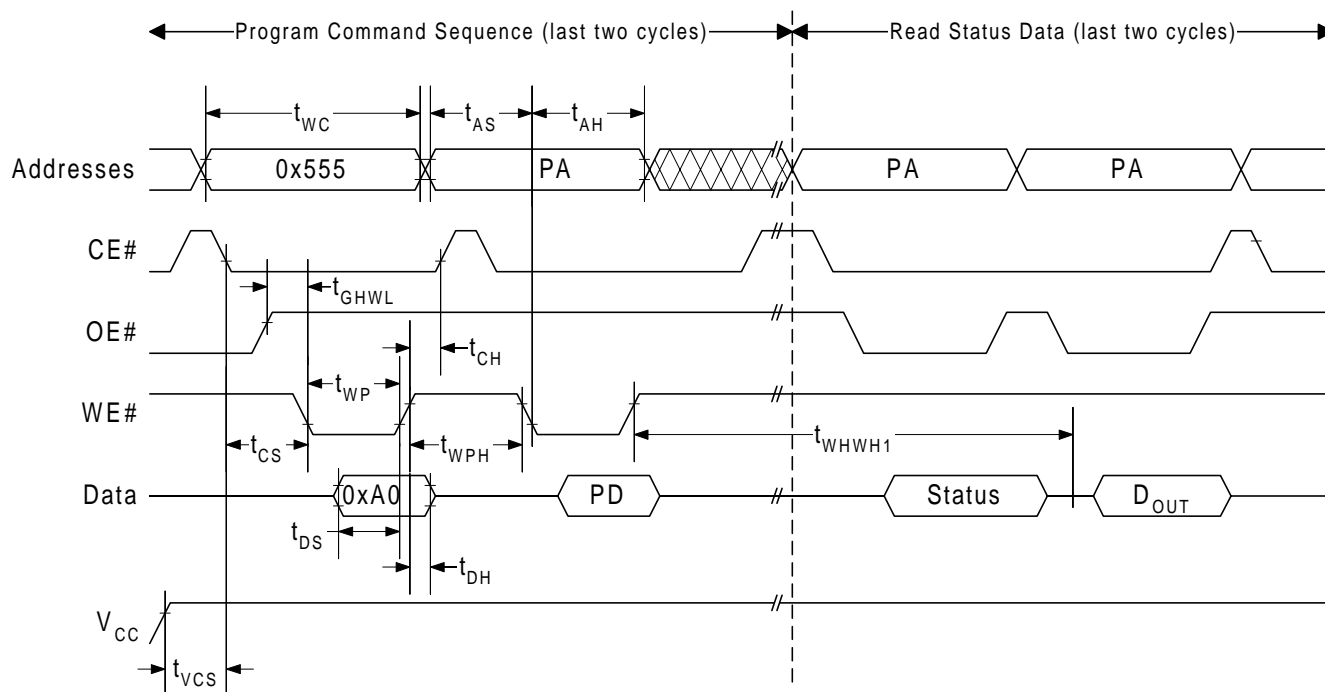 Program Command Sequence (last two cycles)
Read Status Data (last two cycles)
tWC
tAS
tAH
Addresses
0x555
PA
PA
PA
CE#
tGHWL
OE#
tCH
tWP
WE#
tCS
tWPH
tWHWH1
Data
0xA0
PD
Status
DOUT
tDS
tDH
VCC
tVCS